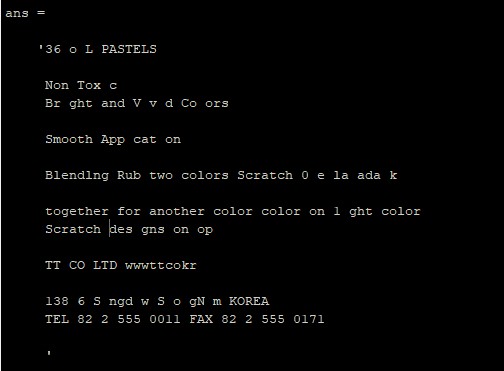 ans =
'36 o L PASTELS
Non Tox c
Br ght and V v d Co ors
Smooth App cat on
Blendlng Rub two colors Scratch 0 e la ada k
together for another color color on l ght color
Scratch des gns on op
TT CO LTD wwwttcokr
138 6 S ngd w S o gN m KOREA
TEL 82 2 555 0011 FAX 82 2 555 0171
'